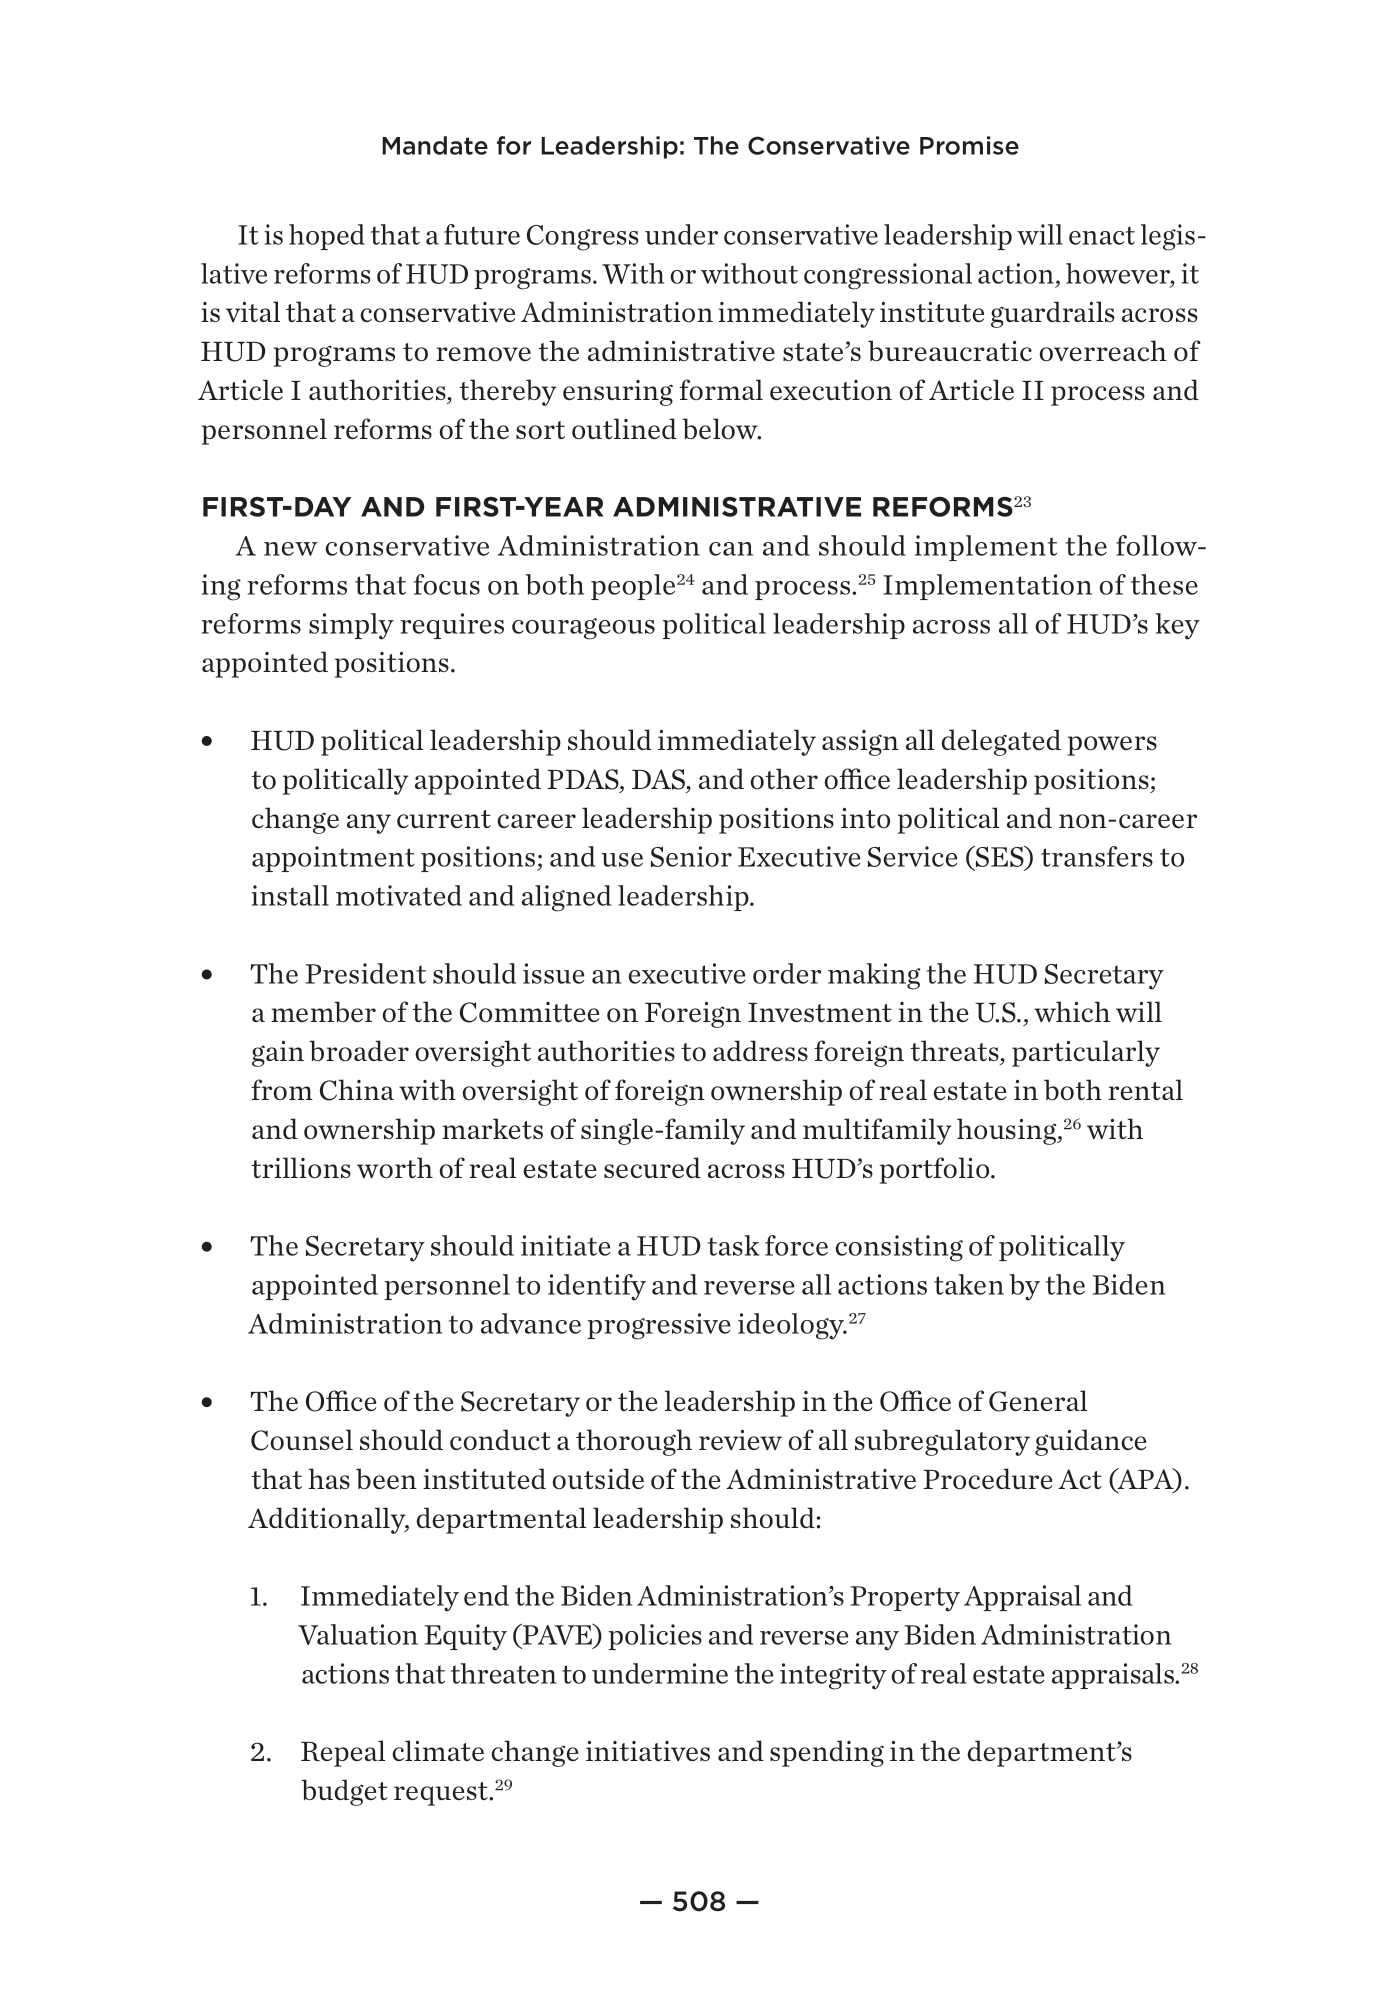 Mandate for Leadership: The Conservative Promise
It is hoped that a future Congress under conservative leadership will enact legis-
lative reforms of HUD programs. With or without congressional action, however, it
is vital that a conservative Administration immediately institute guardrails across
HUD programs to remove the administrative state’s bureaucratic overreach of
Article I authorities, thereby ensuring formal execution of Article II process and
personnel reforms of the sort outlined below.
FIRST-DAY AND FIRST-YEAR ADMINISTRATIVE REFORMS²³
A new conservative Administration can and should implement the follow-
ing reforms that focus on both people²⁴ and process.²⁵ Implementation of these
reforms simply requires courageous political leadership across all of HUD’s key
appointed positions.
• HUD political leadership should immediately assign all delegated powers
to politically appointed PDAS, DAS, and other office leadership positions;
change any current career leadership positions into political and non-career
appointment positions; and use Senior Executive Service (SES) transfers to
install motivated and aligned leadership.
• The President should issue an executive order making the HUD Secretary
a member of the Committee on Foreign Investment in the U.S., which will
gain broader oversight authorities to address foreign threats, particularly
from China with oversight of foreign ownership of real estate in both rental
and ownership markets of single-family and multifamily housing,²⁶ with
trillions worth of real estate secured across HUD’s portfolio.
• The Secretary should initiate a HUD task force consisting of politically
appointed personnel to identify and reverse all actions taken by the Biden
Administration to advance progressive ideology.²⁷
• The Office of the Secretary or the leadership in the Office of General
Counsel should conduct a thorough review of all subregulatory guidance
that has been instituted outside of the Administrative Procedure Act (APA).
Additionally, departmental leadership should:
1. Immediately end the Biden Administration’s Property Appraisal and
Valuation Equity (PAVE) policies and reverse any Biden Administration
actions that threaten to undermine the integrity of real estate appraisals.²⁸
2. Repeal climate change initiatives and spending in the department’s
budget request.²⁹
— 508 —